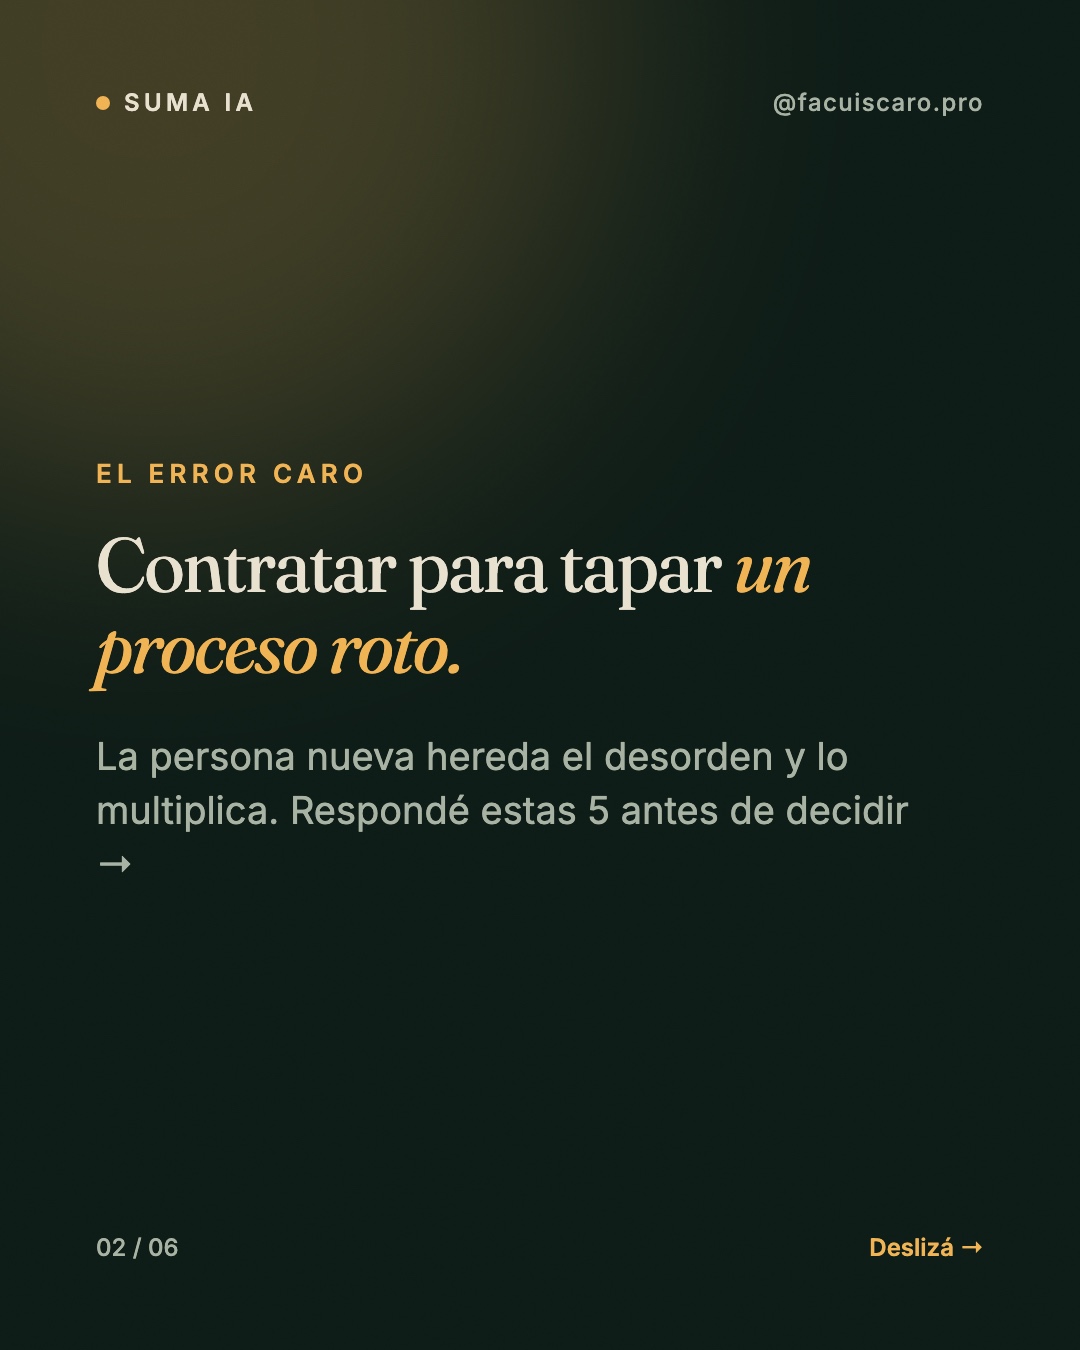 SUMA IA
@facuiscaro.pro
EL ERROR CARO
Contratar para tapar un
proceso roto.
La persona nueva hereda el desorden y lo
multiplica. Respondé estas 5 antes de decidir
→
02 / 06
Deslizá →